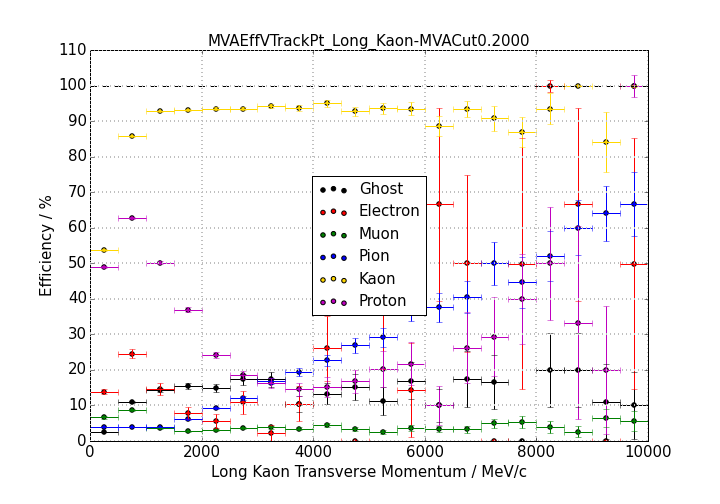 MVAEffVTrackPt_Long_Kaon-MVACut0.2000
110
100
90
80
70
60
50
40
30
20
10
0
Efficiency / %
Ghost
Electron
Muon
Pion
Kaon
Proton
0 2000 4000 6000 8000 10000
Long Kaon Transverse Momentum / MeV/c